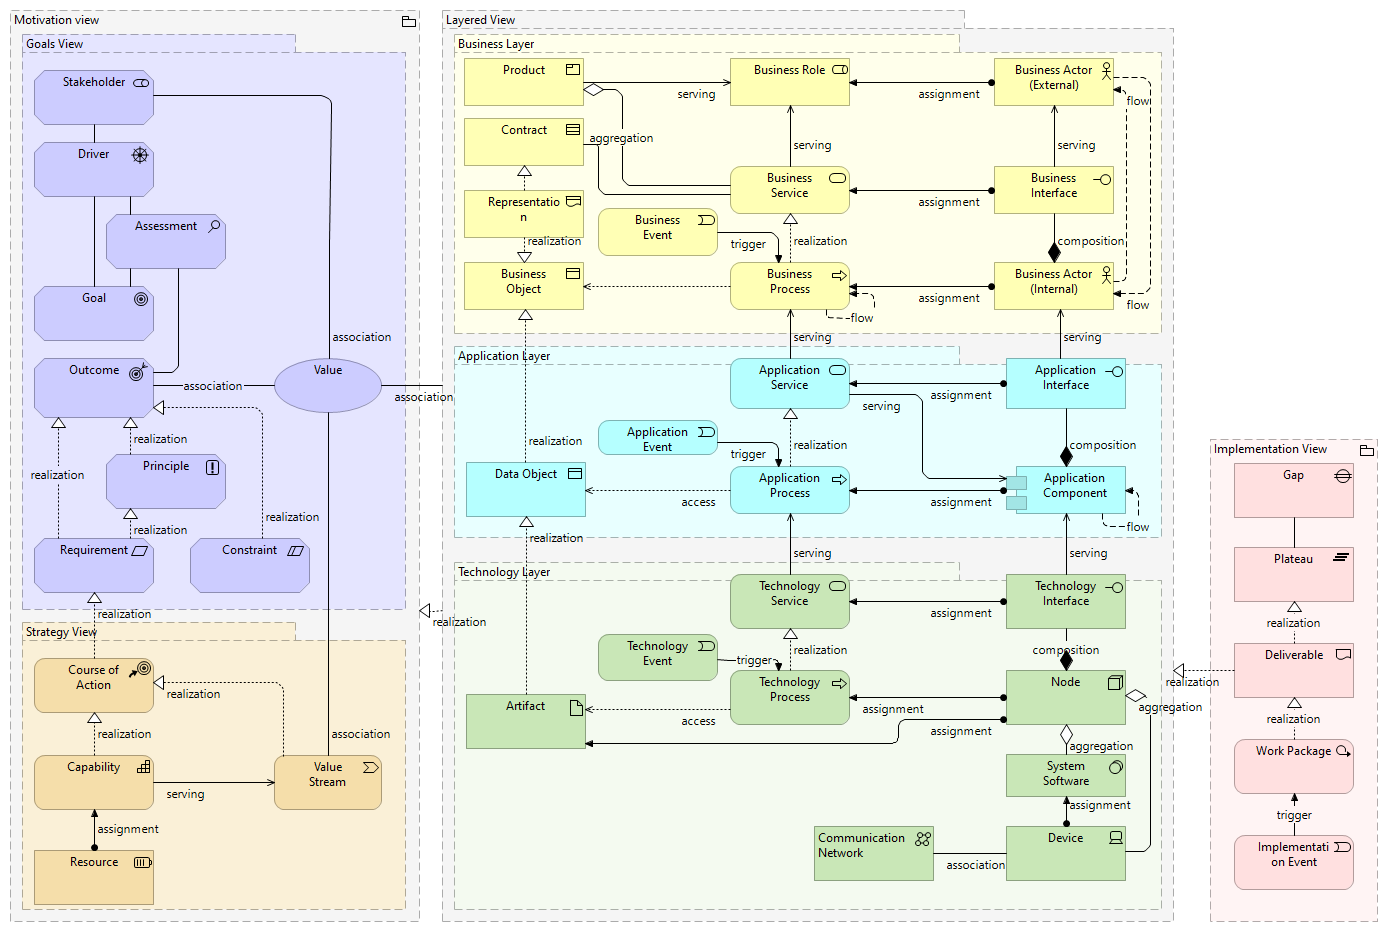 Motivation view
Goals View
Stakeholder
Driver
Assessment
Goal
association
Outcome
association
Value
association
realization
realization
Principle
realization
realization
Requirement
Constraint
realization
Strategy View
Course of
Action
realization
realization
association
Capability
serving
Value
Stream
assignment
Resource
realization
Layered View
Business Layer
Product
serving
Business Role
assignment
Business Actor
(External)
flow
Contract
aggregation
serving
serving
Representatio
n
Business
Service
assignment
Business
Interface
Business
Event
trigger
realization
realization
composition
Business
Object
Business
Process
assignment
Business Actor
(Internal)
flow
flow
serving
serving
Application Layer
Application
Service
assignment
serving
Application
Interface
Application
Event
trigger
realization
realization
composition
Data Object
access
Application
Process
assignment
Application
Component
flow
realization
serving
serving
Technology Layer
Technology
Service
assignment
Technology
Interface
Technology
Event
trigger
realization
composition
Artifact
access
Technology
Process
assignment
assignment
Node
aggregation
aggregation
System
Software
assignment
Communication
Network
association
Device
Implementation View
Gap
Plateau
realization
Deliverable
realization
realization
Work Package
trigger
Implementati
on Event